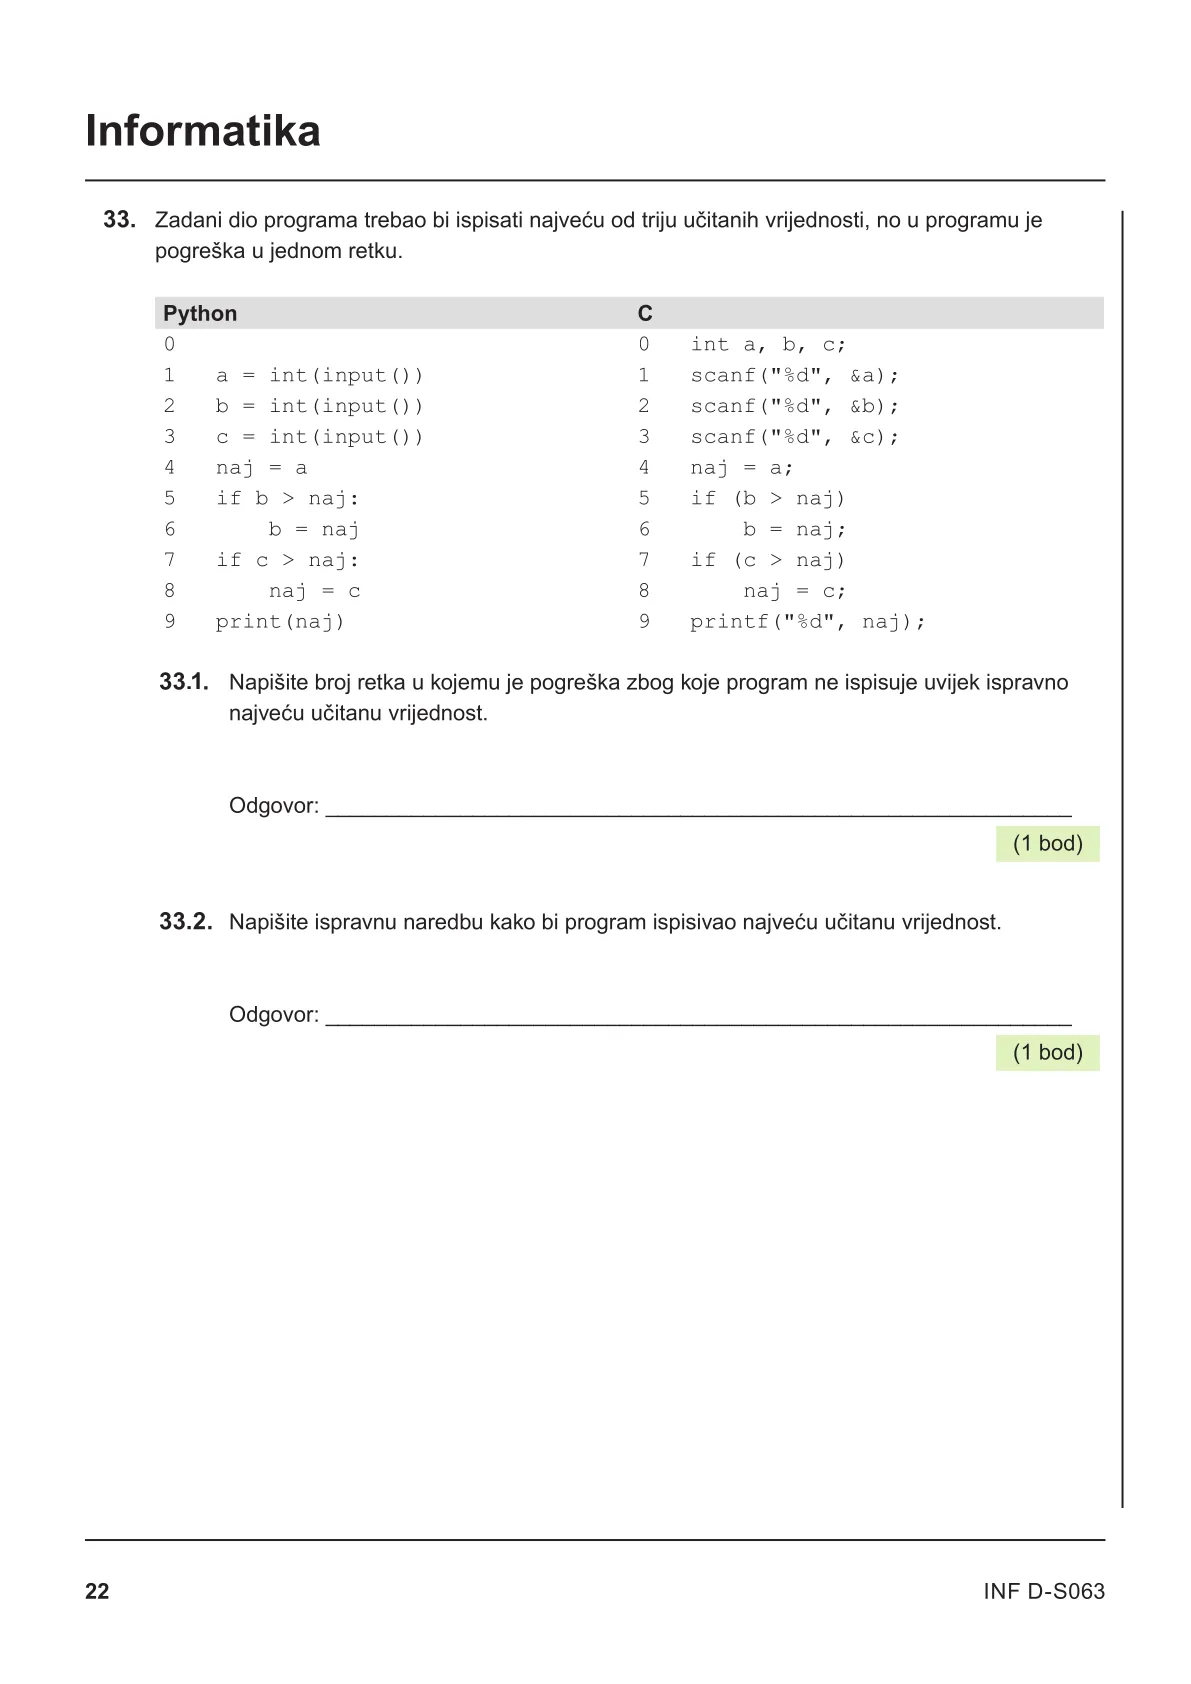 Informatika
33. Zadani dio programa trebao bi ispisati najveću od triju učitanih vrijednosti, no u programu je
pogreška u jednom retku.
Python C
0 0 int a, b, c;
1 a = int(input()) 1 scanf("%d", &a);
2 b = int(input()) 2 scanf("%d", &b);
3 c = int(input()) 3 scanf("%d", &c);
4 naj = a 4 naj = a;
5 if b > naj: 5 if (b > naj)
6 b = naj 6 b = naj;
7 if c > naj: 7 if (c > naj)
8 naj = c 8 naj = c;
9 print(naj) 9 printf("%d", naj);
33.1. Napišite broj retka u kojemu je pogreška zbog koje program ne ispisuje uvijek ispravno
najveću učitanu vrijednost.
Odgovor: ______________________________
(1 bod)
33.2. Napišite ispravnu naredbu kako bi program ispisivao najveću učitanu vrijednost.
Odgovor: ______________________________
(1 bod)
22 INF D-S063